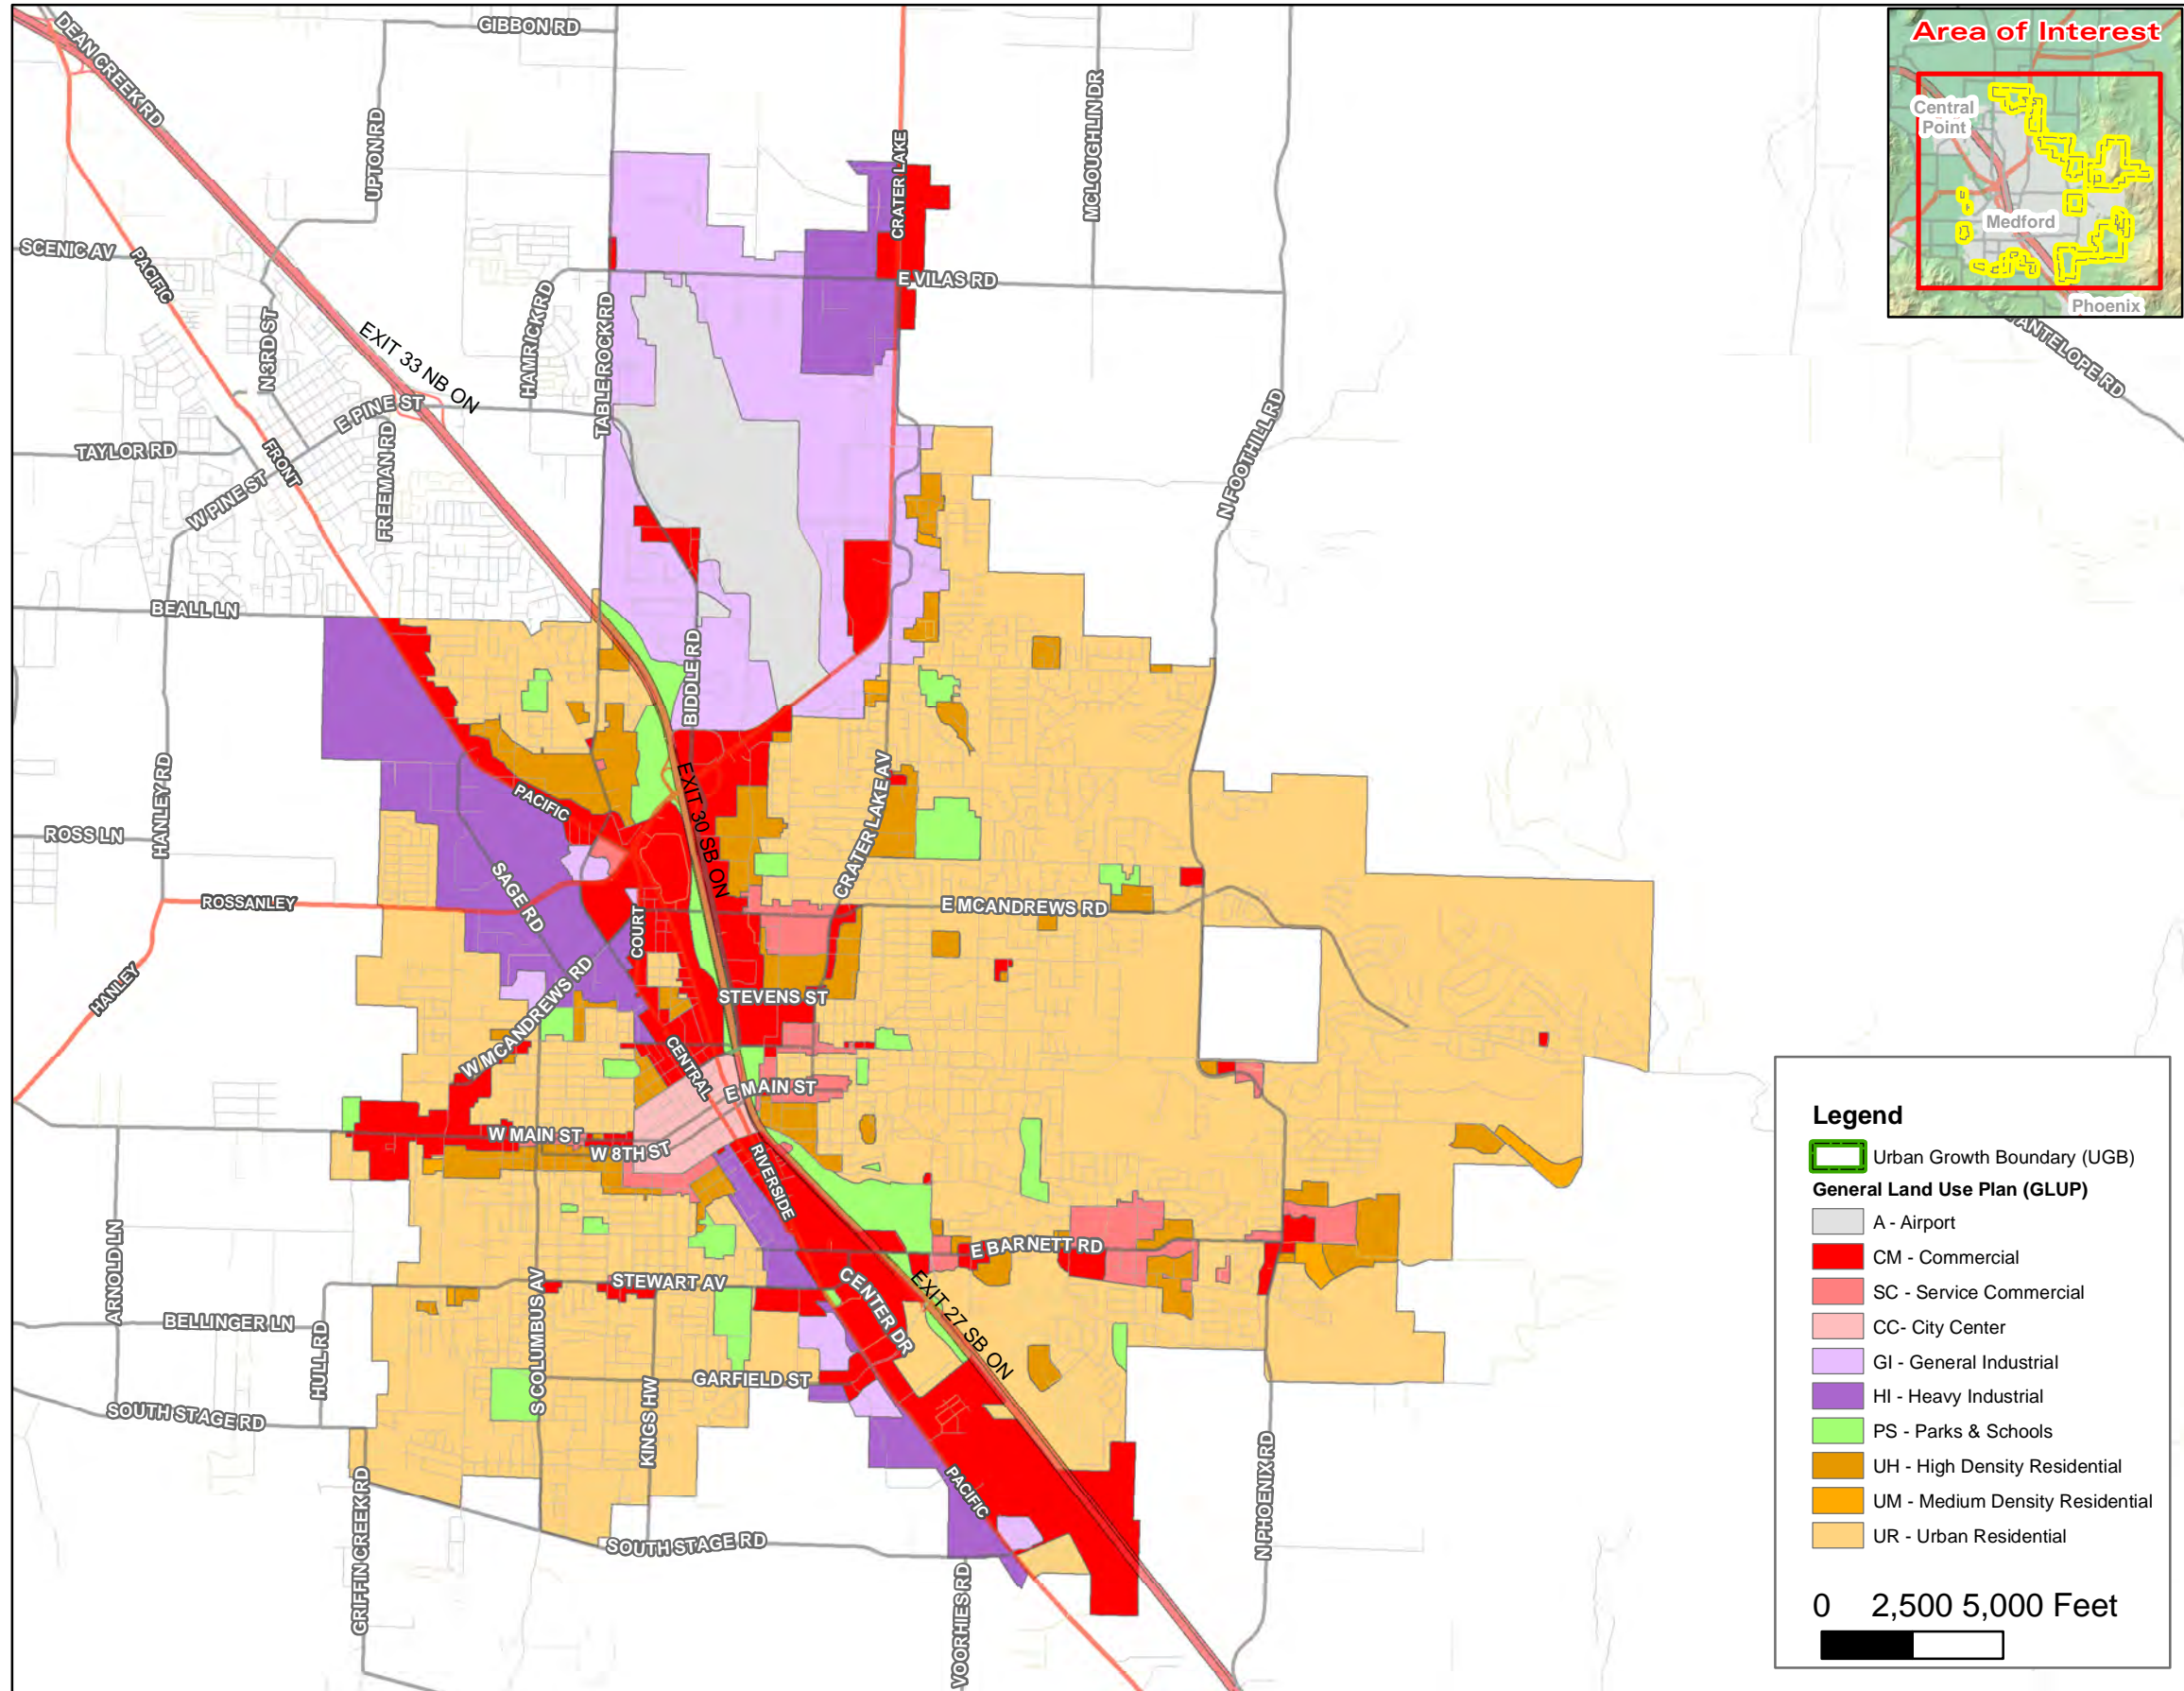 DEAN CREEK RD
GIBBON RD
UPTON RD
MCLOUGHLIN DR
CRATER LAKE
Area of Interest
Central
Point
Medford
Phoenix
SCENIC AV
PACIFIC
N 3RD ST
EXIT 33 NB ON
HAMRICK RD
TABLE ROCK RD
E VILAS RD
ANTELOPE RD
E PINE ST
TAYLOR RD
FRONT
W PINE ST
FREEMAN RD
N FOOTHILL RD
BEALL LN
BIDDLE RD
HANLEY RD
PACIFIC
EXIT 30 SB ON
CRATER LAKE AV
ROSS LN
SAGE RD
ROSSANLEY
COURT
E MCANDREWS RD
HANLEY
STEVENS ST
W MCANDREWS RD
CENTRAL
E MAIN ST
W MAIN ST
W 8TH ST
RIVERSIDE
ARNOLD LN
E BARNETT RD
STEWART AV
CENTER DR
EXIT 27 SB ON
BELLINGER LN
HULL RD
S COLUMBUS AV
GARFIELD ST
KINGS HW
SOUTH STAGE RD
GRIFFIN CREEK RD
PACIFIC
N PHOENIX RD
SOUTH STAGE RD
VOORHIES RD
Legend
Urban Growth Boundary (UGB)
General Land Use Plan (GLUP)
A - Airport
CM - Commercial
SC - Service Commercial
CC- City Center
GI - General Industrial
HI - Heavy Industrial
PS - Parks & Schools
UH - High Density Residential
UM - Medium Density Residential
UR - Urban Residential
0 2,500 5,000 Feet